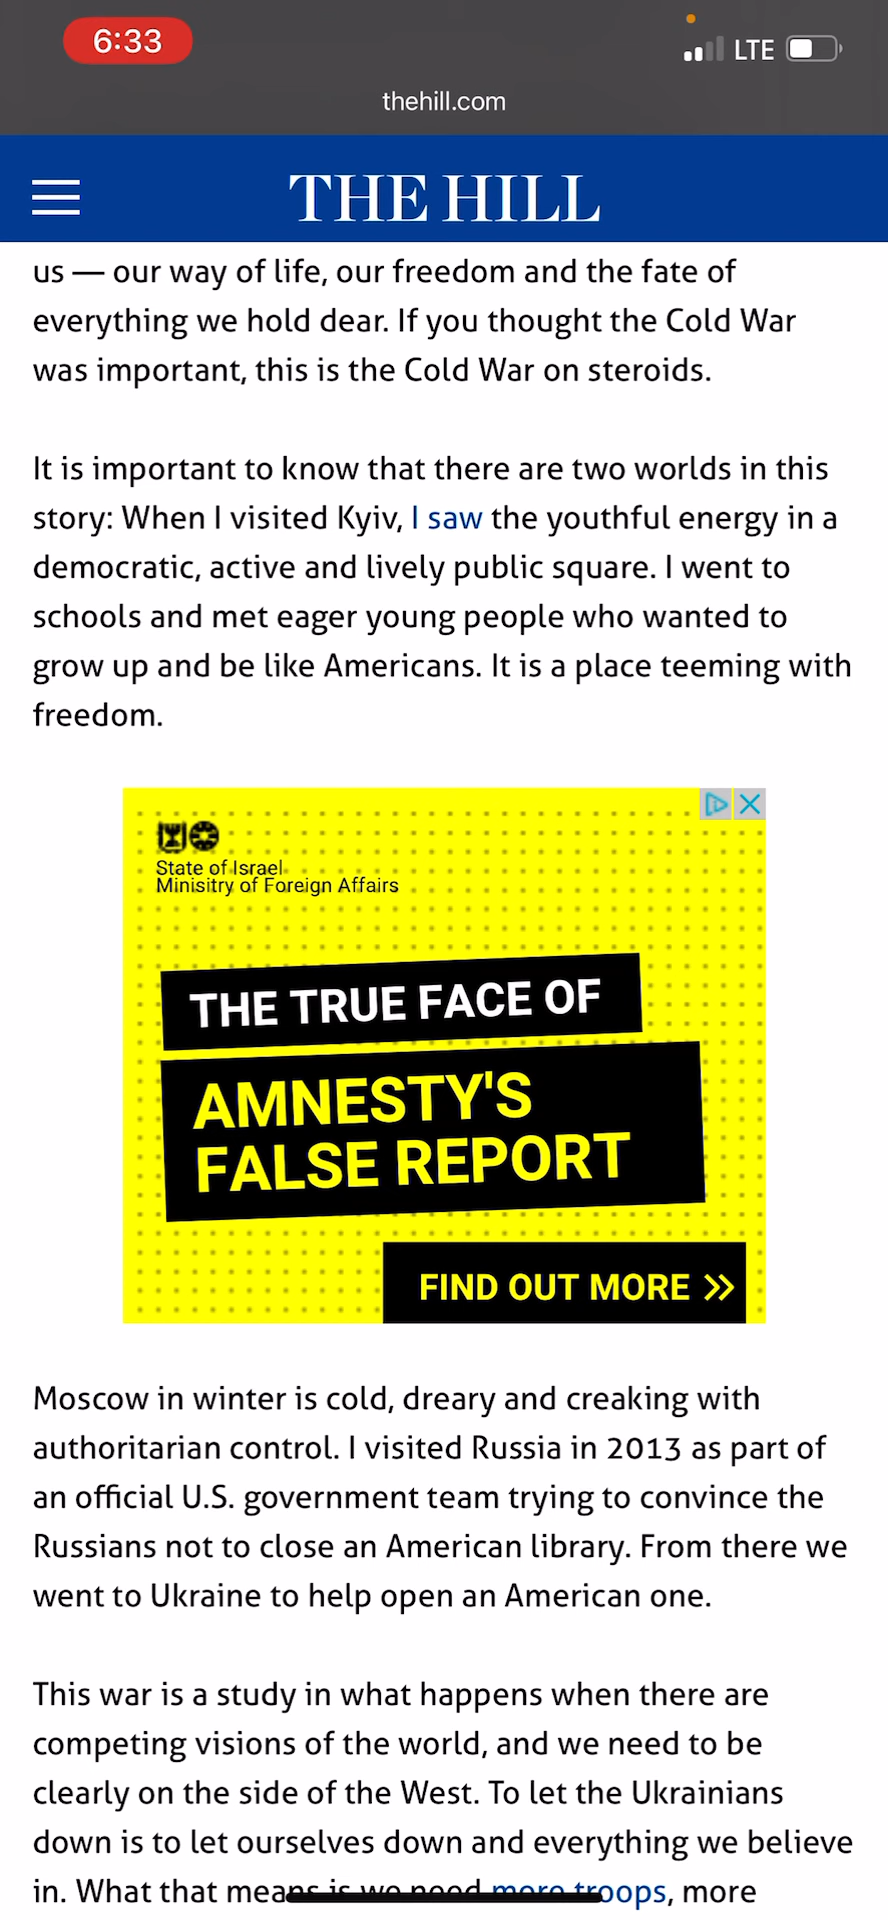 6:33
LTE
thehill.com
THE HILL
us — our way of life, our freedom and the fate of
everything we hold dear. If you thought the Cold War
was important, this is the Cold War on steroids.
It is important to know that there are two worlds in this
story: When I visited Kyiv, I saw the youthful energy in a
democratic, active and lively public square. I went to
schools and met eager young people who wanted to
grow up and be like Americans. It is a place teeming with
freedom.
State of Israel
Minisitry of Foreign Affairs
THE TRUE FACE OF
AMNESTY'S
FALSE REPORT
FIND OUT MORE »
Moscow in winter is cold, dreary and creaking with
authoritarian control. I visited Russia in 2013 as part of
an official U.S. government team trying to convince the
Russians not to close an American library. From there we
went to Ukraine to help open an American one.
This war is a study in what happens when there are
competing visions of the world, and we need to be
clearly on the side of the West. To let the Ukrainians
down is to let ourselves down and everything we believe
in. What that means is we need more troops, more